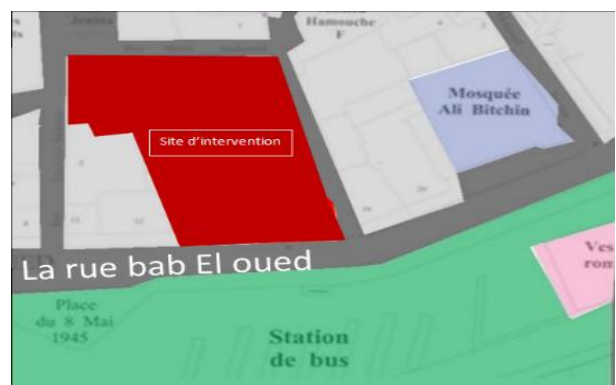 Hamouche
F
Mosquée
Ali Bitchin
Site d'intervention
La rue bab El oued
Place
du 8 Mai
1945
Station
de bus
Ves
rom